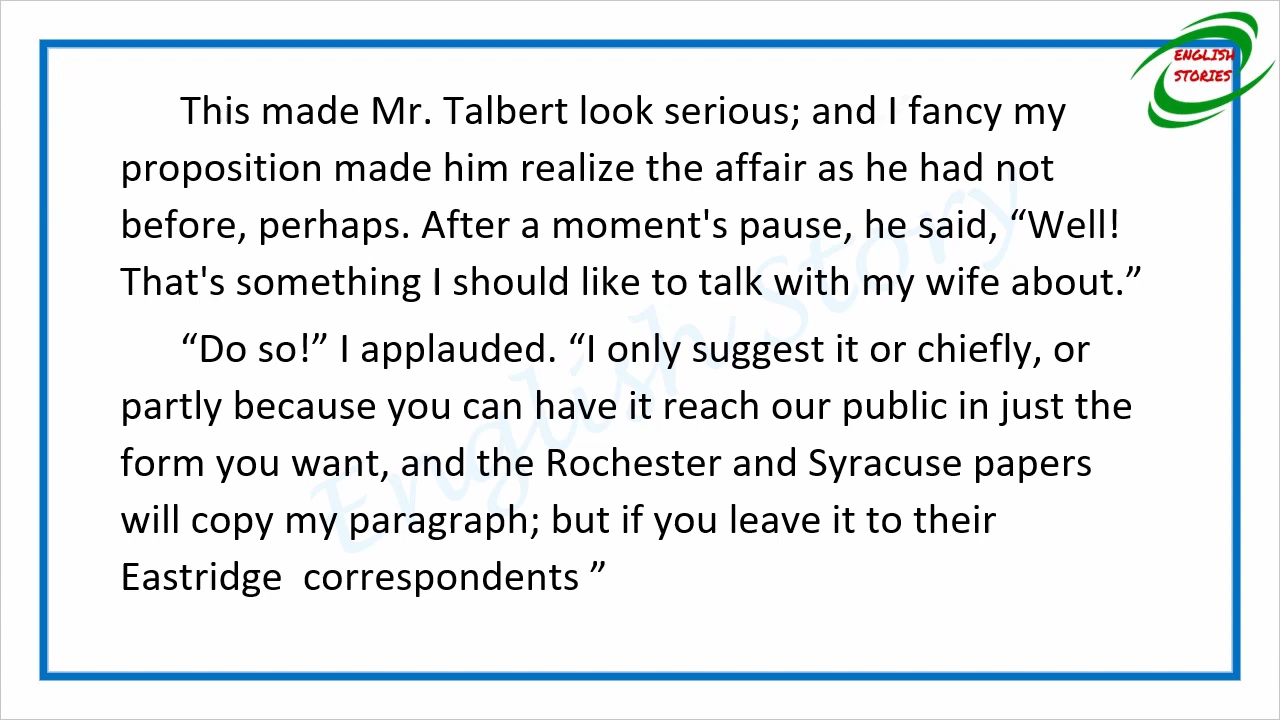 ENGLISH
STORIES
This made Mr. Talbert look serious; and I fancy my
proposition made him realize the affair as he had not
before, perhaps. After a moment's pause, he said, “Well!
That's something I should like to talk with my wife about.”
“Do so!” I applauded. “I only suggest it or chiefly, or
partly because you can have it reach our public in just the
form you want, and the Rochester and Syracuse papers
will copy my paragraph; but if you leave it to their
Eastridge  correspondents ”
English Story